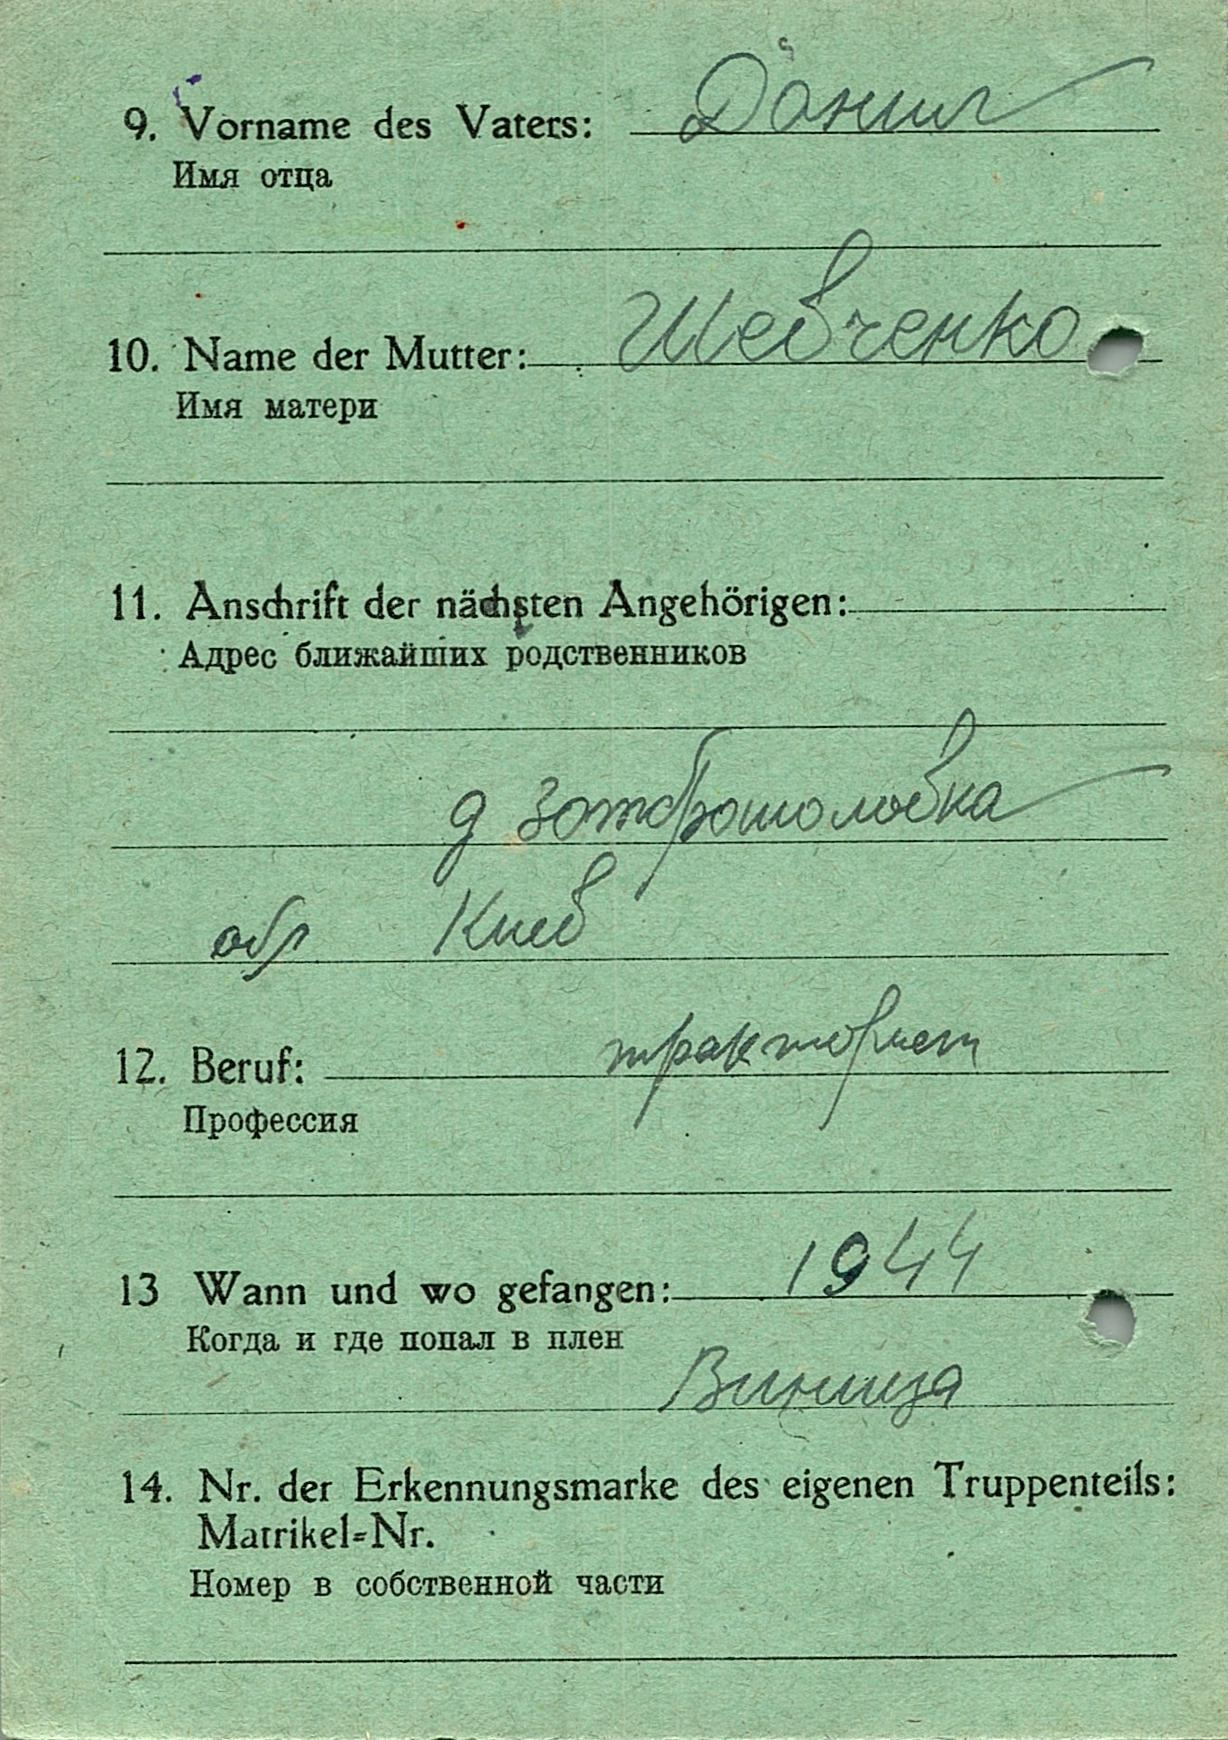 9. Vorname des Vaters: Данил
Имя отца
10. Name der Mutter: Шевченко
Имя матери
11. Anschrift der nächsten Angehörigen:
Адрес ближайших родственников
д
обл Киев
12. Beruf: тракторист
Профессия
13 Wann und wo gefangen: 1944
Когда и где попал в плен
Виница
14. Nr. der Erkennungsmarke des eigenen Truppenteils:
Matrikel-Nr.
Номер в собственной части